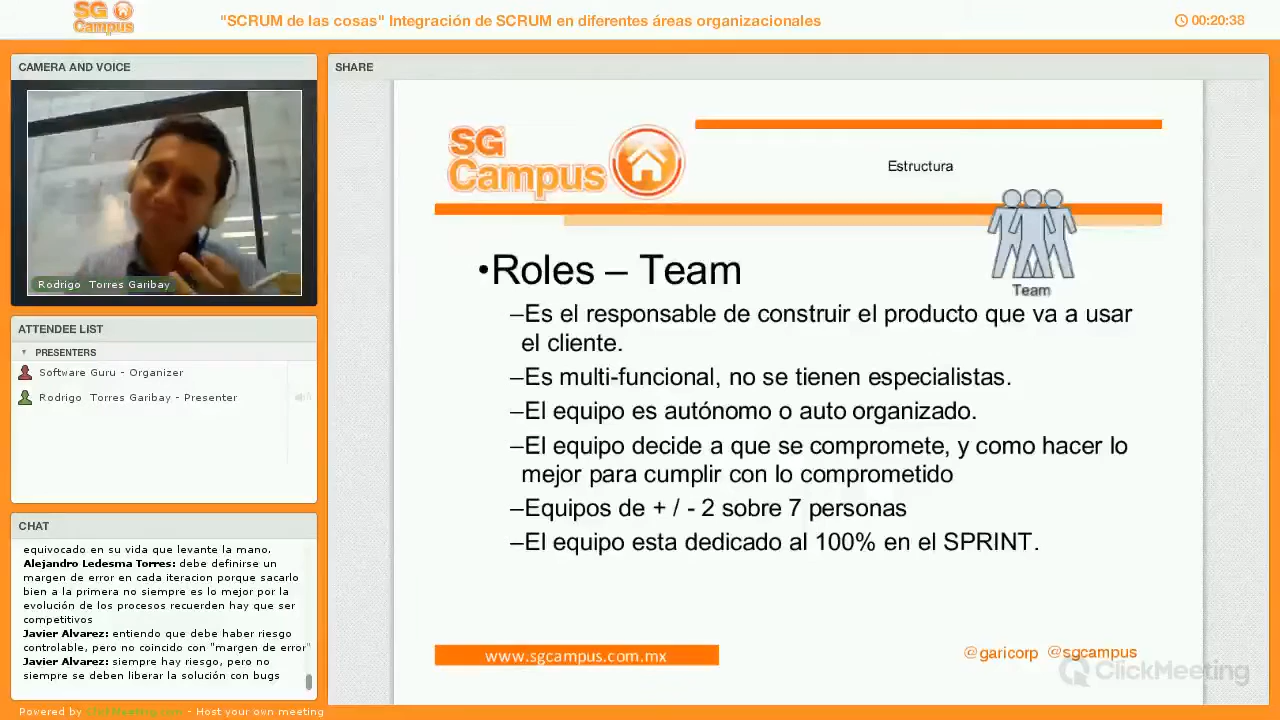 SG
Campus
"SCRUM de las cosas" Integración de SCRUM en diferentes áreas organizacionales
00:20:38
CAMERA AND VOICE
Rodrigo Torres Garibay
ATTENDEE LIST
PRESENTERS
Software Guru - Organizer
Rodrigo Torres Garibay - Presenter
CHAT
equivocado en su vida que levante la mano.
Alejandro Ledesma Torres: debe definirse un
margen de error en cada iteracion porque sacarlo
bien a la primera no siempre es lo mejor por la
evolución de los procesos recuerden hay que ser
competitivos
Javier Alvarez: entiendo que debe haber riesgo
controlable, pero no coincido con "margen de error"
Javier Alvarez: siempre hay riesgo, pero no
siempre se deben liberar la solución con bugs
Powered by ClickMeeting.com - Host your own meeting
SHARE
SG
Campus
Estructura
Team
•Roles – Team
–Es el responsable de construir el producto que va a usar
el cliente.
–Es multi-funcional, no se tienen especialistas.
–El equipo es autónomo o auto organizado.
–El equipo decide a que se compromete, y como hacer lo
mejor para cumplir con lo comprometido
–Equipos de + / - 2 sobre 7 personas
–El equipo esta dedicado al 100% en el SPRINT.
www.sgcampus.com.mx
@garicorp @sgcampus
ClickMeeting